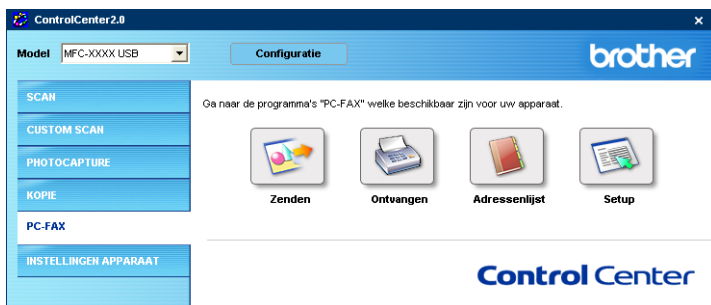 ControlCenter2.0
Model MFC-XXXX USB Configuratie brother
SCAN
CUSTOM SCAN
PHOTOCAPTURE
KOPIE
PC-FAX
INSTELLINGEN APPARAAT
Ga naar de programma's "PC-FAX" welke beschikbaar zijn voor uw apparaat.
Zenden Ontvangen Adressenlijst Setup
Control Center